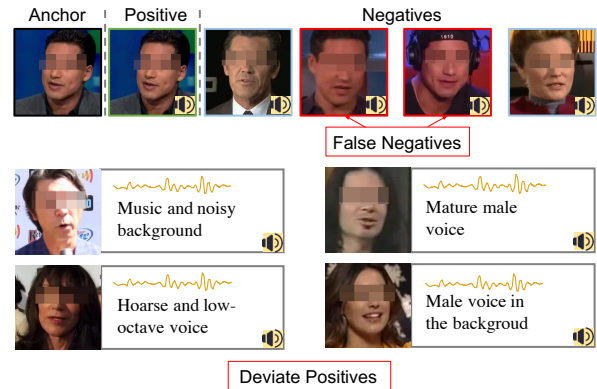 Anchor
Positive
Negatives
1010
False Negatives
Music and noisy
background
Mature male
voice
Hoarse and low-
octave voice
Male voice in
the backgroud
Deviate Positives